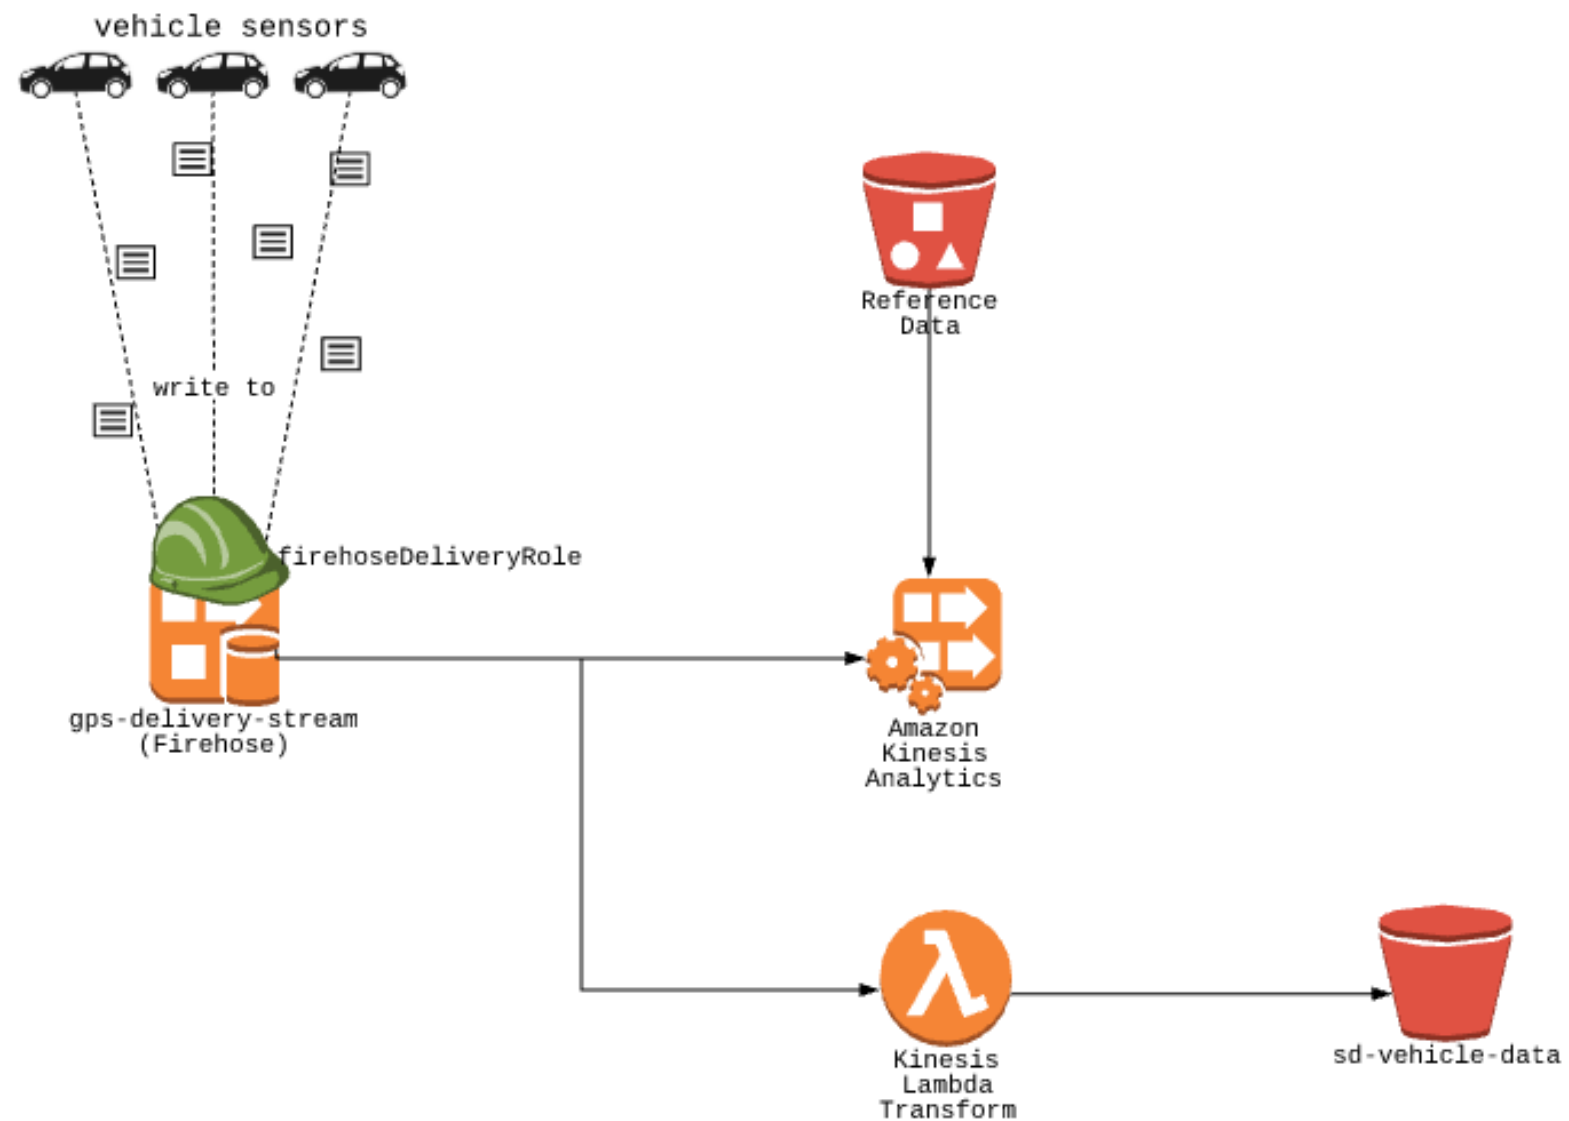 vehicle sensors
Reference
Data
write to
firehoseDeliveryRole
gps-delivery-stream
(Firehose)
Amazon
Kinesis
Analytics
Kinesis
Lambda
Transform
sd-vehicle-data